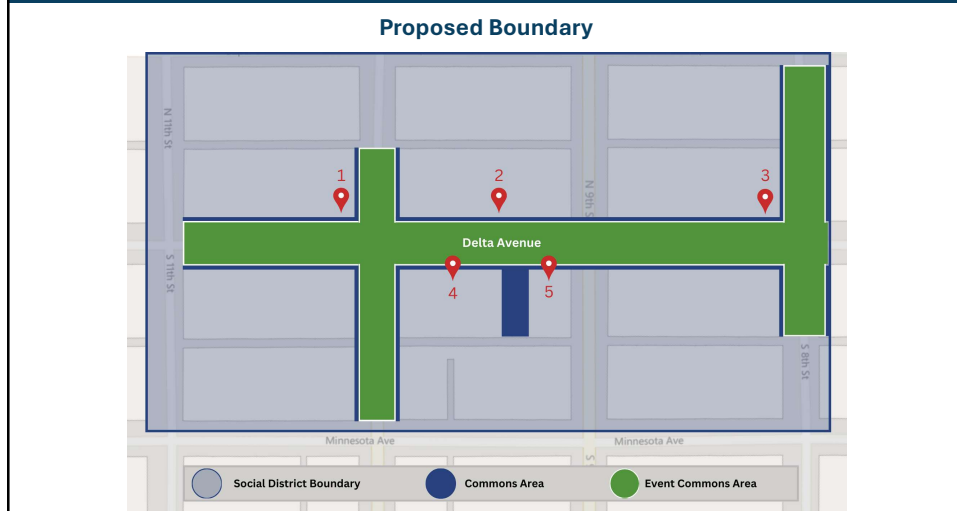 Proposed Boundary
N 11th St
N 9th S
1
2
3
Delta Avenue
S 11th St
4
5
S 8th St
Minnesota Ave
Minnesota Ave
S
Social District Boundary
Commons Area
Event Commons Area